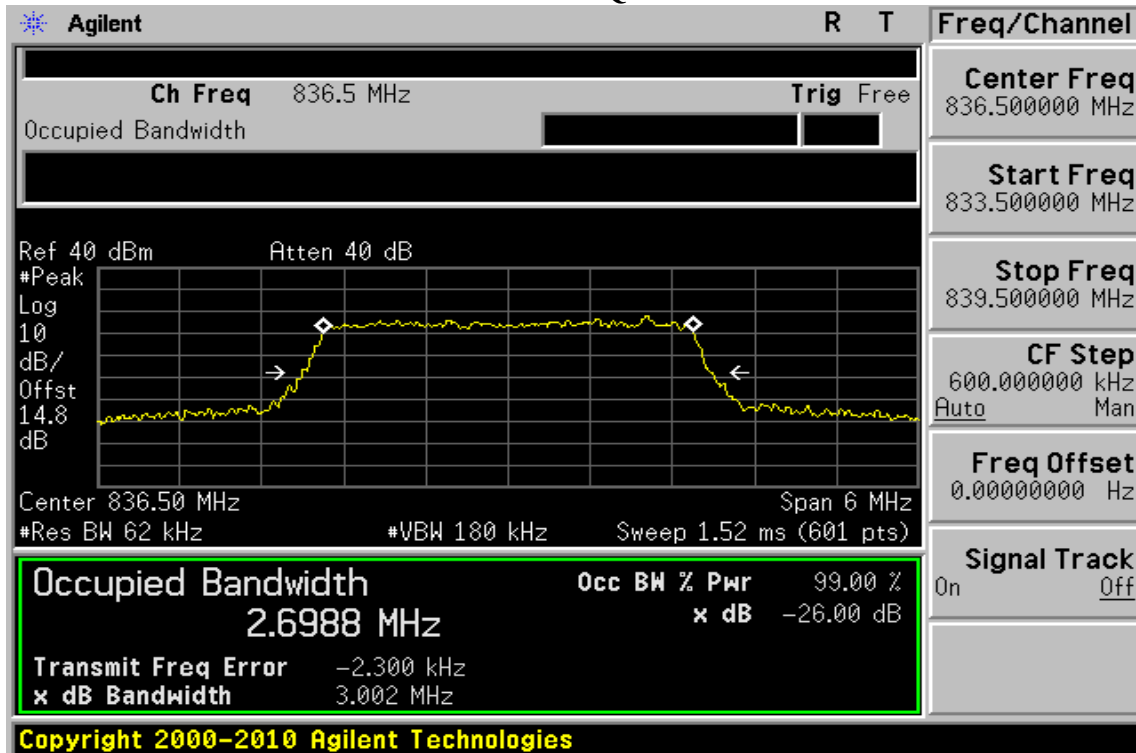 Agilent R T Freq/Channel
Ch Freq 836.5 MHz Trig Free
Occupied Bandwidth
Center Freq
836.500000 MHz
Start Freq
833.500000 MHz
Stop Freq
839.500000 MHz
CF Step
600.000000 kHz
Auto Man
Freq Offset
0.00000000 Hz
Signal Track
On Off
Ref 40 dBm Atten 40 dB
#Peak
Log
10
dB/
Offst
14.8
dB
Center 836.50 MHz Span 6 MHz
#Res BW 62 kHz #VBW 180 kHz Sweep 1.52 ms (601 pts)
Occupied Bandwidth Occ BW % Pwr 99.00 %
2.6988 MHz x dB -26.00 dB
Transmit Freq Error -2.300 kHz
x dB Bandwidth 3.002 MHz
Copyright 2000-2010 Agilent Technologies